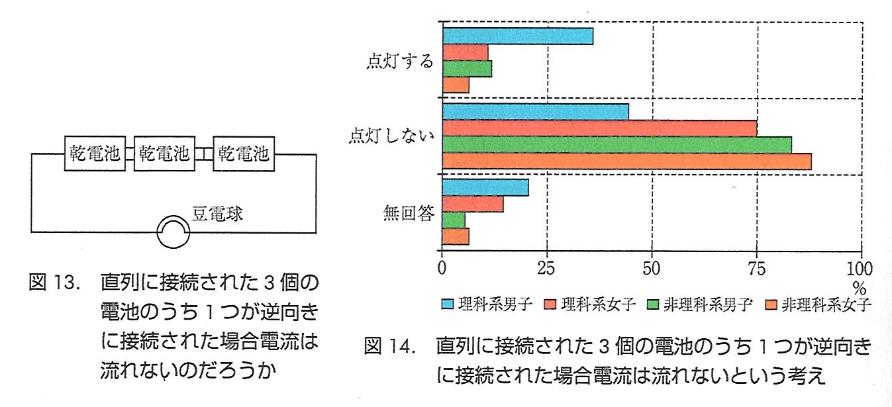 乾電池 乾電池 乾電池
豆電球
図 13. 直列に接続された 3 個の
電池のうち 1 つが逆向き
に接続された場合電流は
流れないのだろうか
点灯する
点灯しない
無回答
0 25 50 75 100
%
理科系男子 理科系女子 非理科系男子 非理科系女子
図 14. 直列に接続された 3 個の電池のうち 1 つが逆向き
に接続された場合電流は流れないという考え